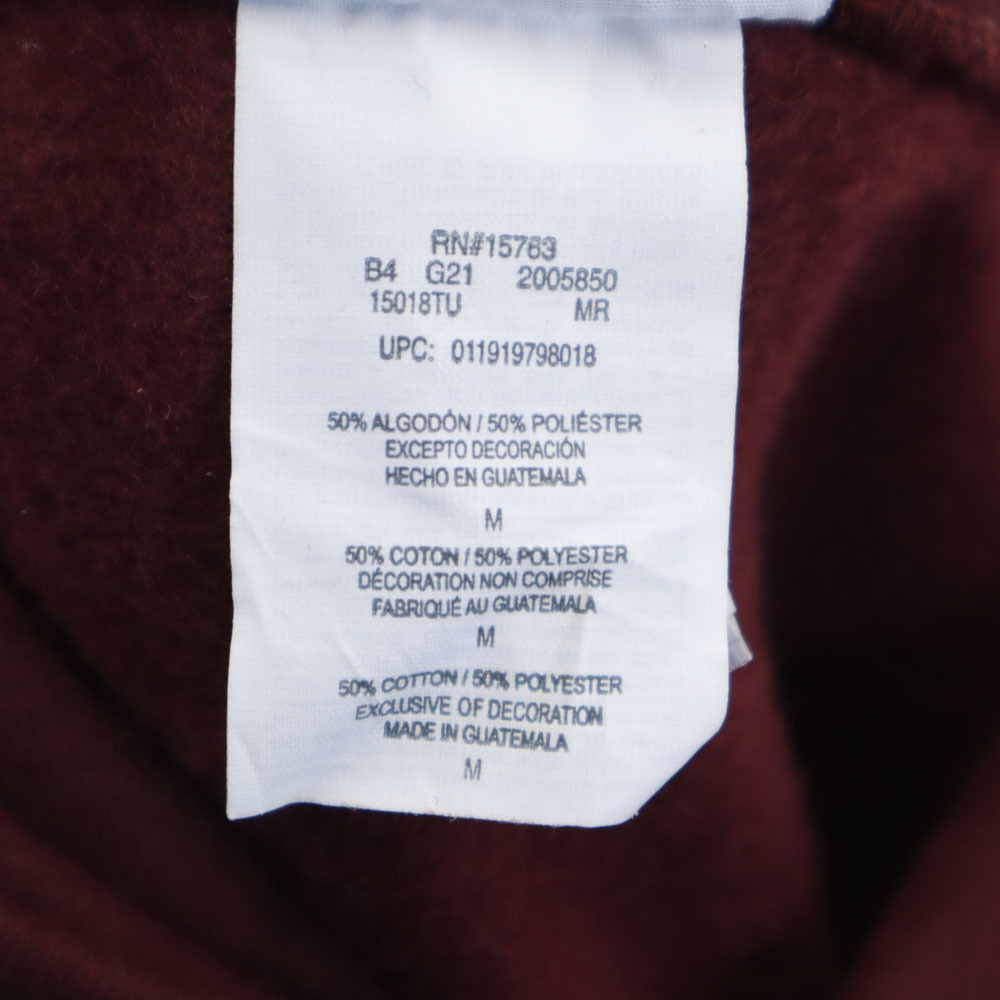 RN#15763
B4 G21 2005850
15018TU MR
UPC: 011919798018
50% ALGODÓN / 50% POLIÉSTER
EXCEPTO DECORACIÓN
HECHO EN GUATEMALA
M
50% COTON / 50% POLYESTER
DÉCORATION NON COMPRISE
FABRIQUÉ AU GUATEMALA
M
50% COTTON / 50% POLYESTER
EXCLUSIVE OF DECORATION
MADE IN GUATEMALA
M